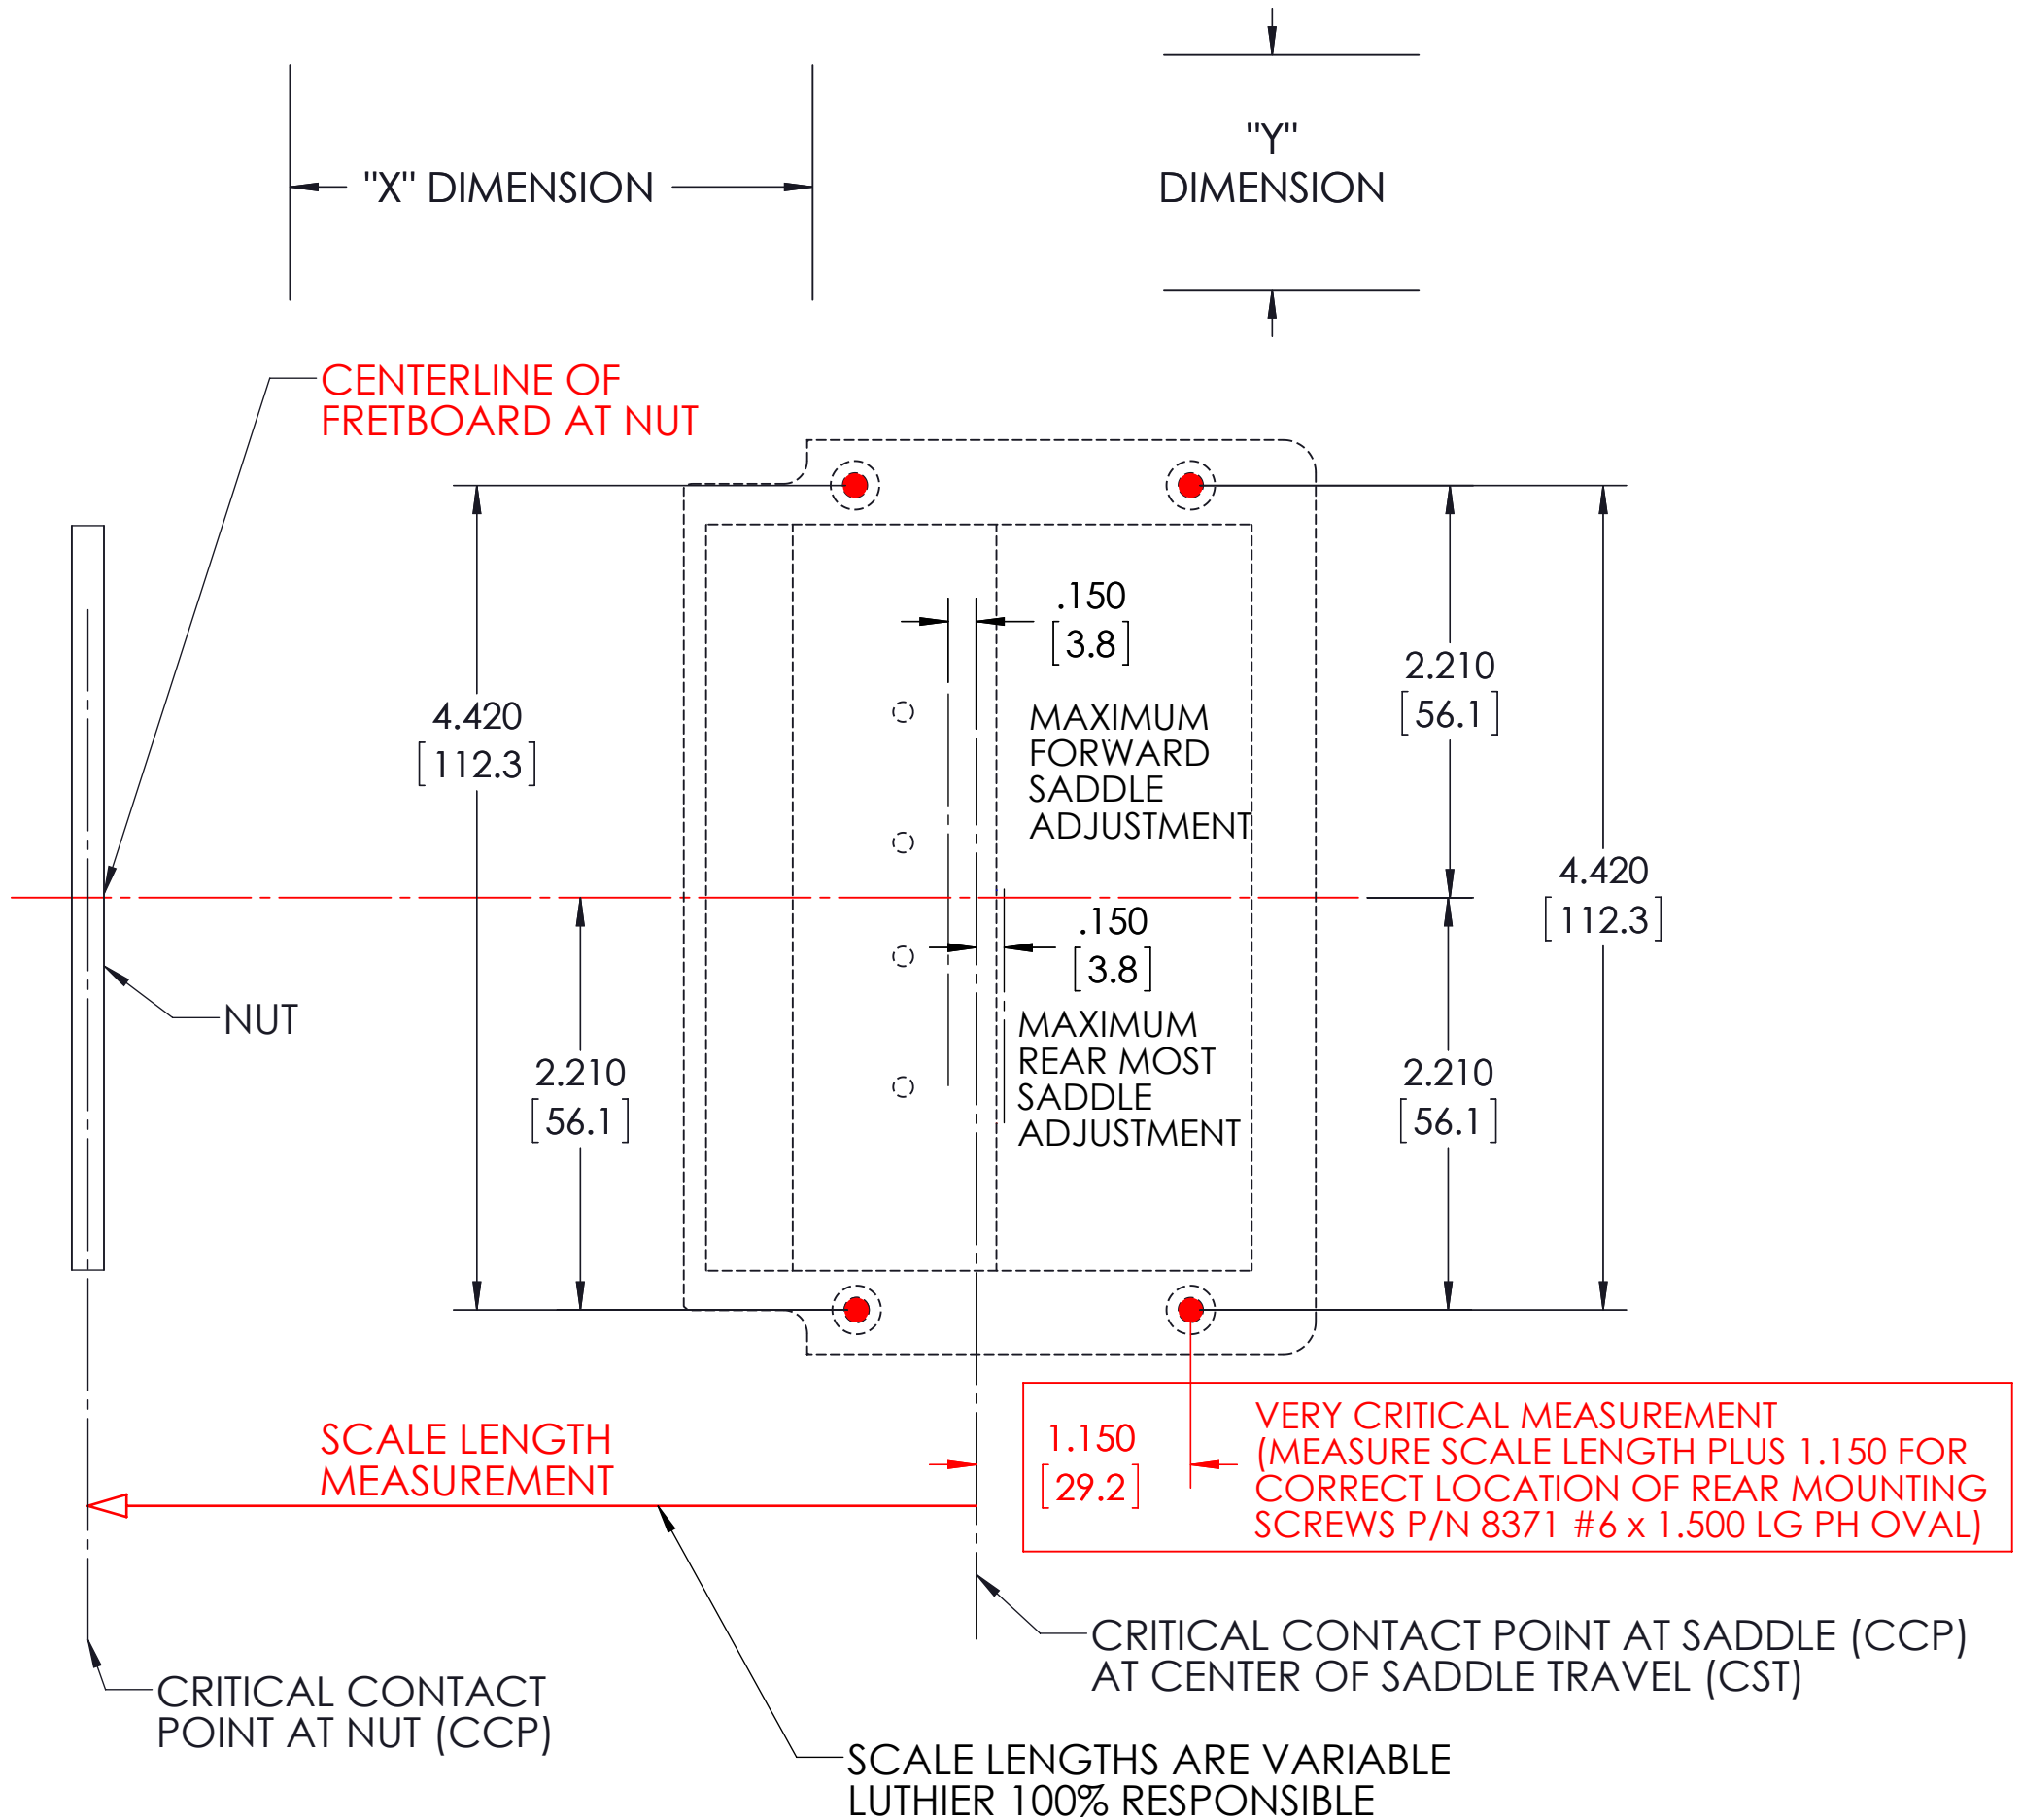 "X" DIMENSION
"Y"
DIMENSION
CENTERLINE OF
FRETBOARD AT NUT
.150
[3.8]
MAXIMUM
FORWARD
SADDLE
ADJUSTMENT
4.420
[112.3]
2.210
[56.1]
4.420
[112.3]
.150
[3.8]
MAXIMUM
REAR MOST
SADDLE
ADJUSTMENT
NUT
2.210
[56.1]
2.210
[56.1]
SCALE LENGTH
MEASUREMENT
1.150
[29.2]
VERY CRITICAL MEASUREMENT
(MEASURE SCALE LENGTH PLUS 1.150 FOR
CORRECT LOCATION OF REAR MOUNTING
SCREWS P/N 8371 #6 x 1.500 LG PH OVAL)
CRITICAL CONTACT POINT AT SADDLE (CCP)
AT CENTER OF SADDLE TRAVEL (CST)
CRITICAL CONTACT
POINT AT NUT (CCP)
SCALE LENGTHS ARE VARIABLE
LUTHIER 100% RESPONSIBLE